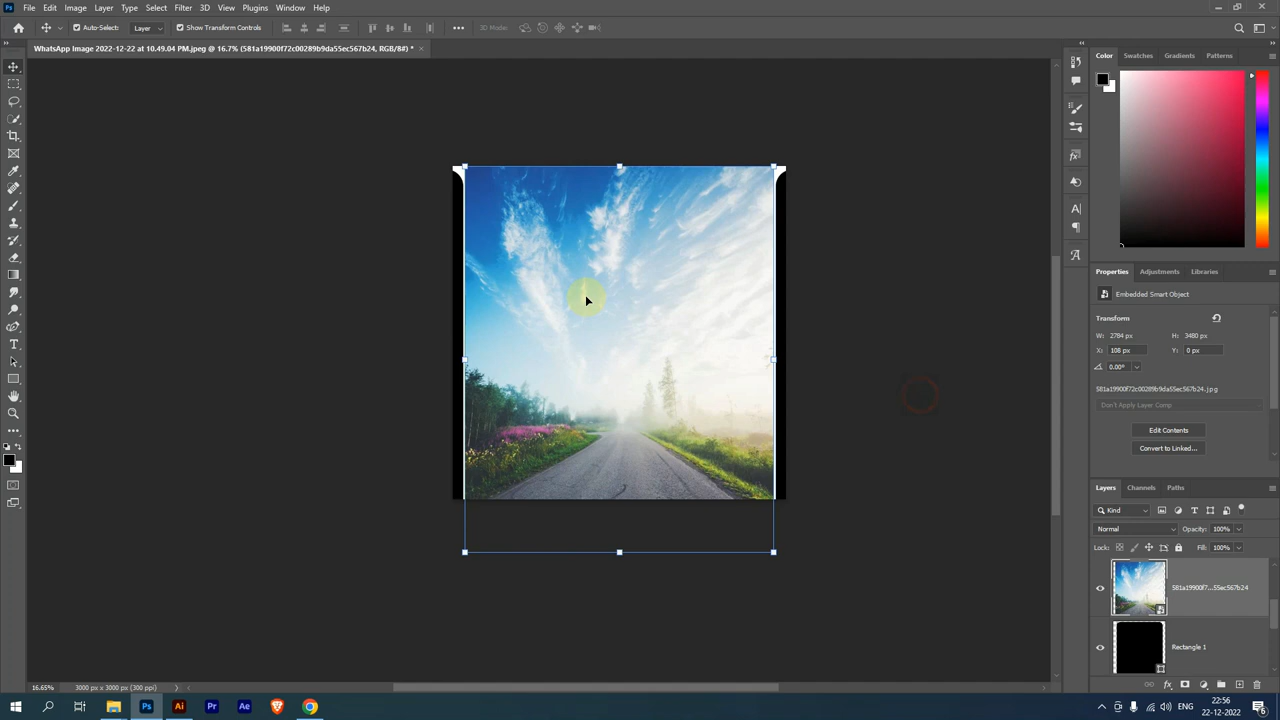 File Edit Image Layer Type Select Filter 3D View Plugins Window Help
Auto-Select: Layer Show Transform Controls 3D Mode:
WhatsApp Image 2022-12-22 at 10.49.04 PM.jpeg @ 16.7% (581a19900f72c00289b9da55ec567b24, RGB/8#) *
Color Swatches Gradients Patterns
Properties Adjustments Libraries
Embedded Smart Object
Transform
W: 2784 px H: 3480 px
X: 108 px Y: 0 px
0.00°
581a19900f72c00289b9da55ec567b24.jpg
Don't Apply Layer Comp
Edit Contents
Convert to Linked...
Layers Channels Paths
Kind
Normal Opacity: 100%
Lock: Fill: 100%
581a19900f7...55ec567b24
Rectangle 1
16.65% 3000 px x 3000 px (300 ppi)
Ps Ai Pr Ae
ENG
22:56
22-12-2022